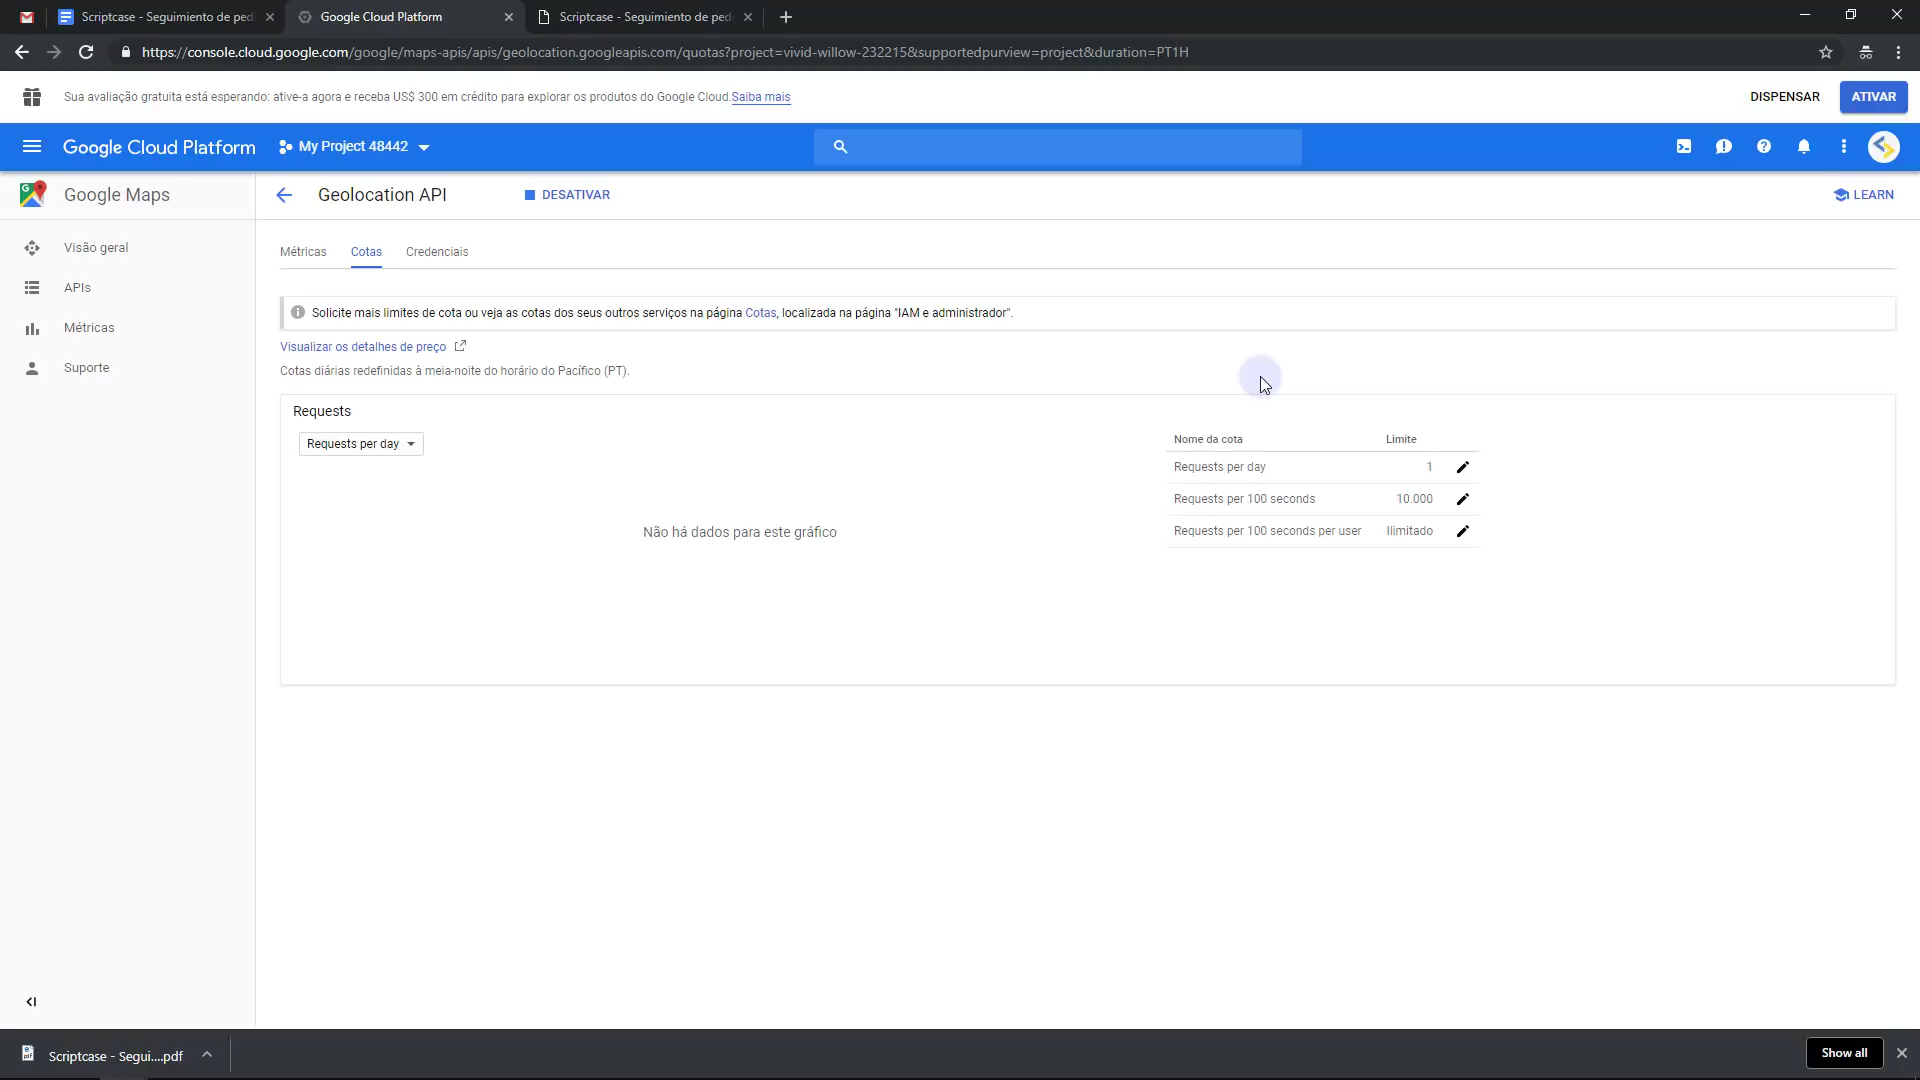 Scriptcase - Seguimiento de ped
Google Cloud Platform
Scriptcase - Seguimiento de ped
https://console.cloud.google.com/google/maps-apis/apis/geolocation.googleapis.com/quotas?project=vivid-willow-232215&supportedpurview=project&duration=PT1H
Sua avaliação gratuita está esperando: ative-a agora e receba US$ 300 em crédito para explorar os produtos do Google Cloud. Saiba mais
DISPENSAR
ATIVAR
Google Cloud Platform
My Project 48442
Google Maps
Geolocation API
DESATIVAR
LEARN
Visão geral
APIs
Métricas
Suporte
Métricas
Cotas
Credenciais
Solicite mais limites de cota ou veja as cotas dos seus outros serviços na página Cotas, localizada na página "IAM e administrador".
Visualizar os detalhes de preço
Cotas diárias redefinidas à meia-noite do horário do Pacífico (PT).
Requests
Requests per day
Não há dados para este gráfico
Nome da cota Limite
Requests per day 1
Requests per 100 seconds 10.000
Requests per 100 seconds per user Ilimitado
Scriptcase - Segui....pdf
Show all